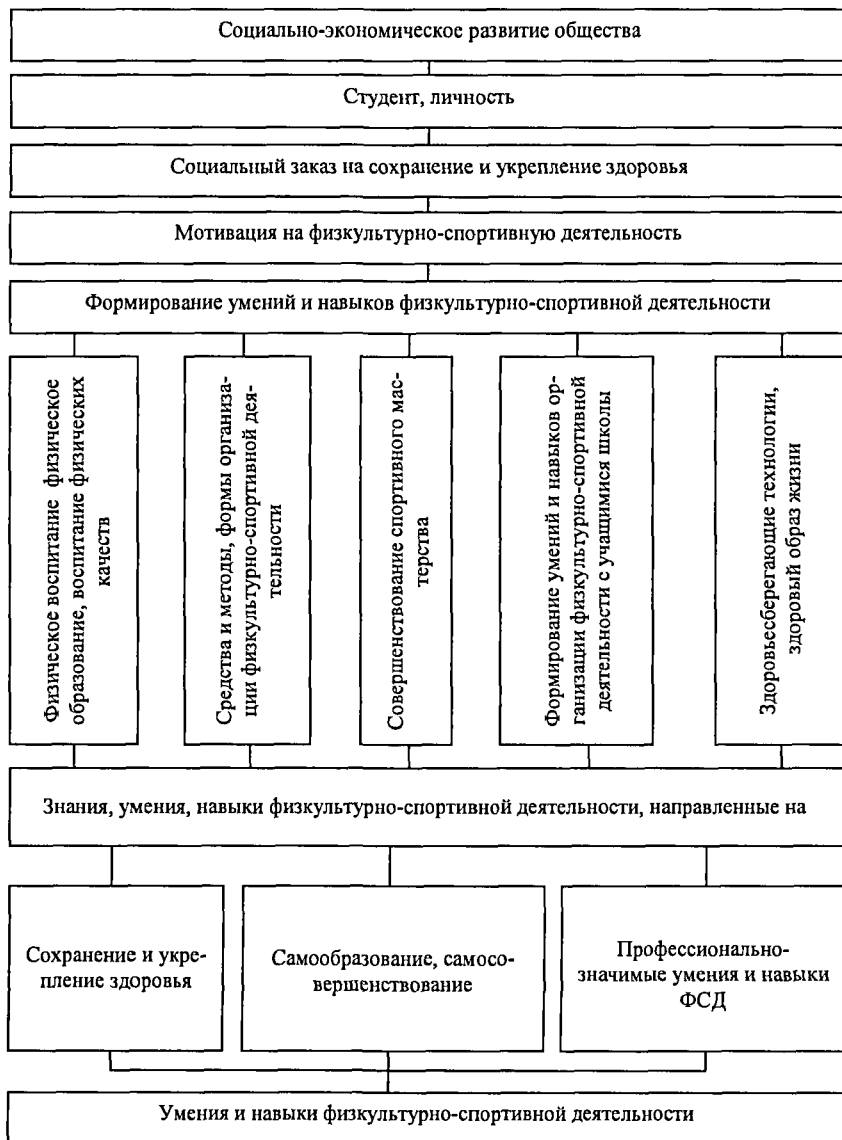 Социально-экономическое развитие общества
Студент, личность
Социальный заказ на сохранение и укрепление здоровья
Мотивация на физкультурно-спортивную деятельность
Формирование умений и навыков физкультурно-спортивной деятельности
Физическое воспитание физическое
образование, воспитание физических
качеств
Средства и методы, формы организа-
ции физкультурно-спортивной дея-
тельности
Совершенствование спортивного мас-
терства
Формирование умений и навыков ор-
ганизации физкультурно-спортивной
деятельности с учащимися школы
Здоровьесберегающие технологии,
здоровый образ жизни
Знания, умения, навыки физкультурно-спортивной деятельности, направленные на
Сохранение и укре-
пление здоровья
Самообразование, самосо-
вершенствование
Профессионально-
значимые умения и навыки
ФСД
Умения и навыки физкультурно-спортивной деятельности